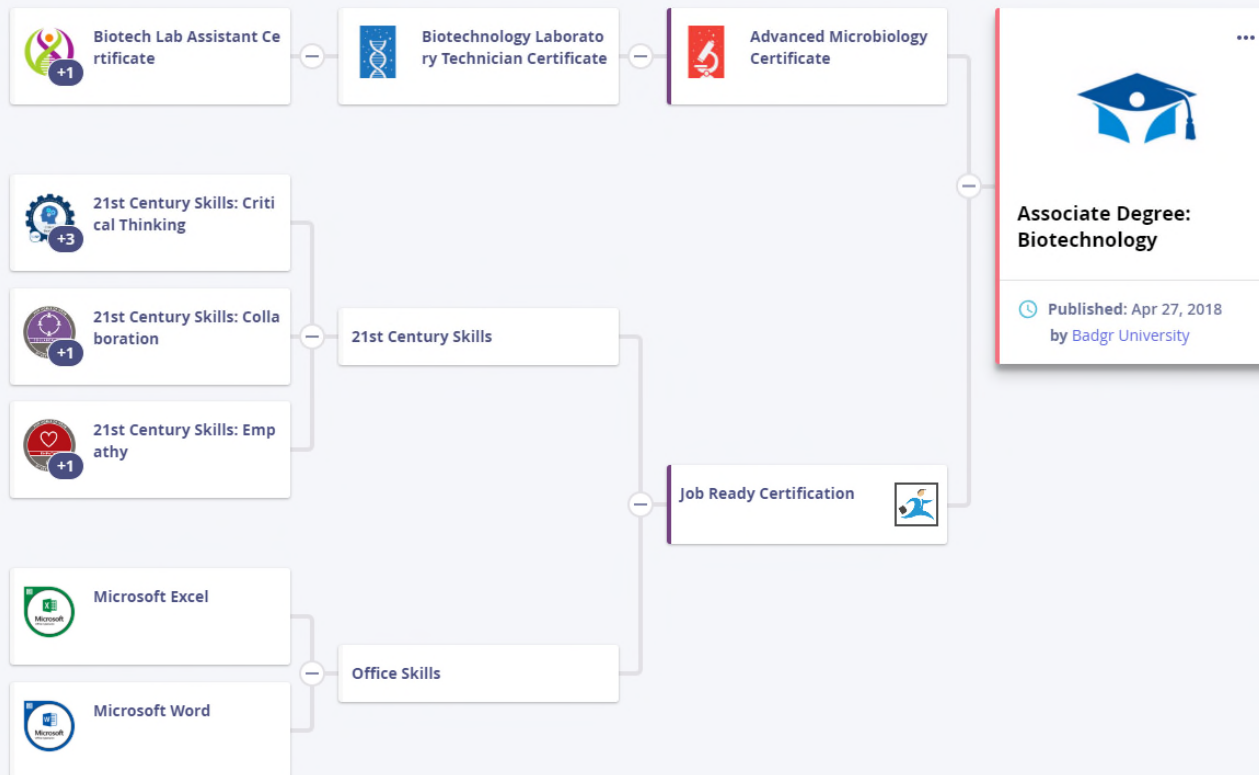 Biotech Lab Assistant Ce
rtificate
+1
Biotechnology Laborato
ry Technician Certificate
Advanced Microbiology
Certificate
Associate Degree:
Biotechnology
Published: Apr 27, 2018
by Badgr University
21st Century Skills: Criti
cal Thinking
+3
21st Century Skills: Colla
boration
+1
21st Century Skills: Emp
athy
+1
21st Century Skills
Job Ready Certification
Microsoft Excel
Microsoft
Office Skills
Microsoft Word
Microsoft